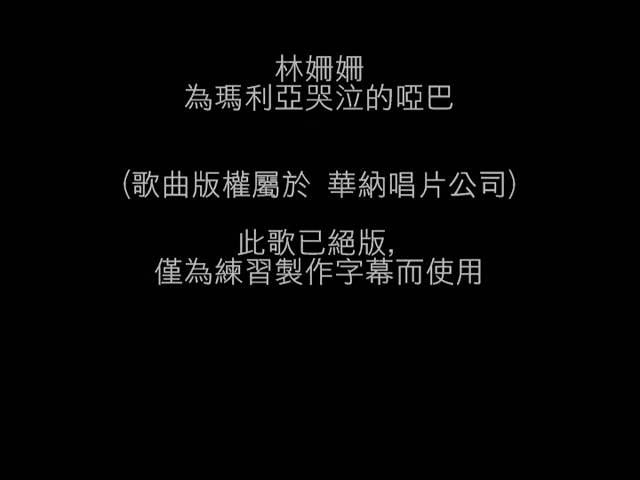 林姍姍
為瑪利亞哭泣的啞巴
(歌曲版權屬於 華納唱片公司)
此歌已絕版,
僅為練習製作字幕而使用